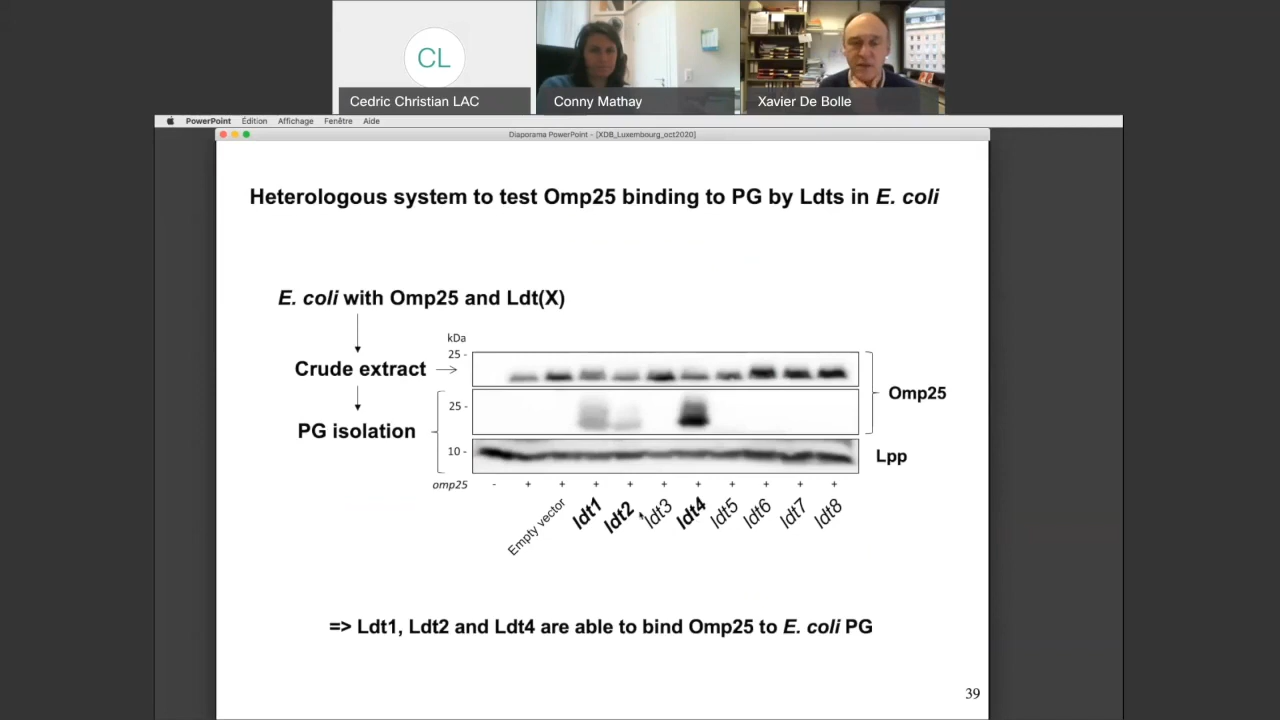 CL
Cedric Christian LAC
Conny Mathay
Xavier De Bolle
PowerPoint Édition Affichage Fenêtre Aide
Diaporama PowerPoint - [XDB_Luxembourg_oct2020]
Heterologous system to test Omp25 binding to PG by Ldts in E. coli
E. coli with Omp25 and Ldt(X)
kDa
25 -
Crude extract
25 -
Omp25
PG isolation
10 -
Lpp
omp25 - + + + + + + + + + +
Empty vector ldt1 ldt2 ldt3 ldt4 ldt5 ldt6 ldt7 ldt8
=> Ldt1, Ldt2 and Ldt4 are able to bind Omp25 to E. coli PG
39